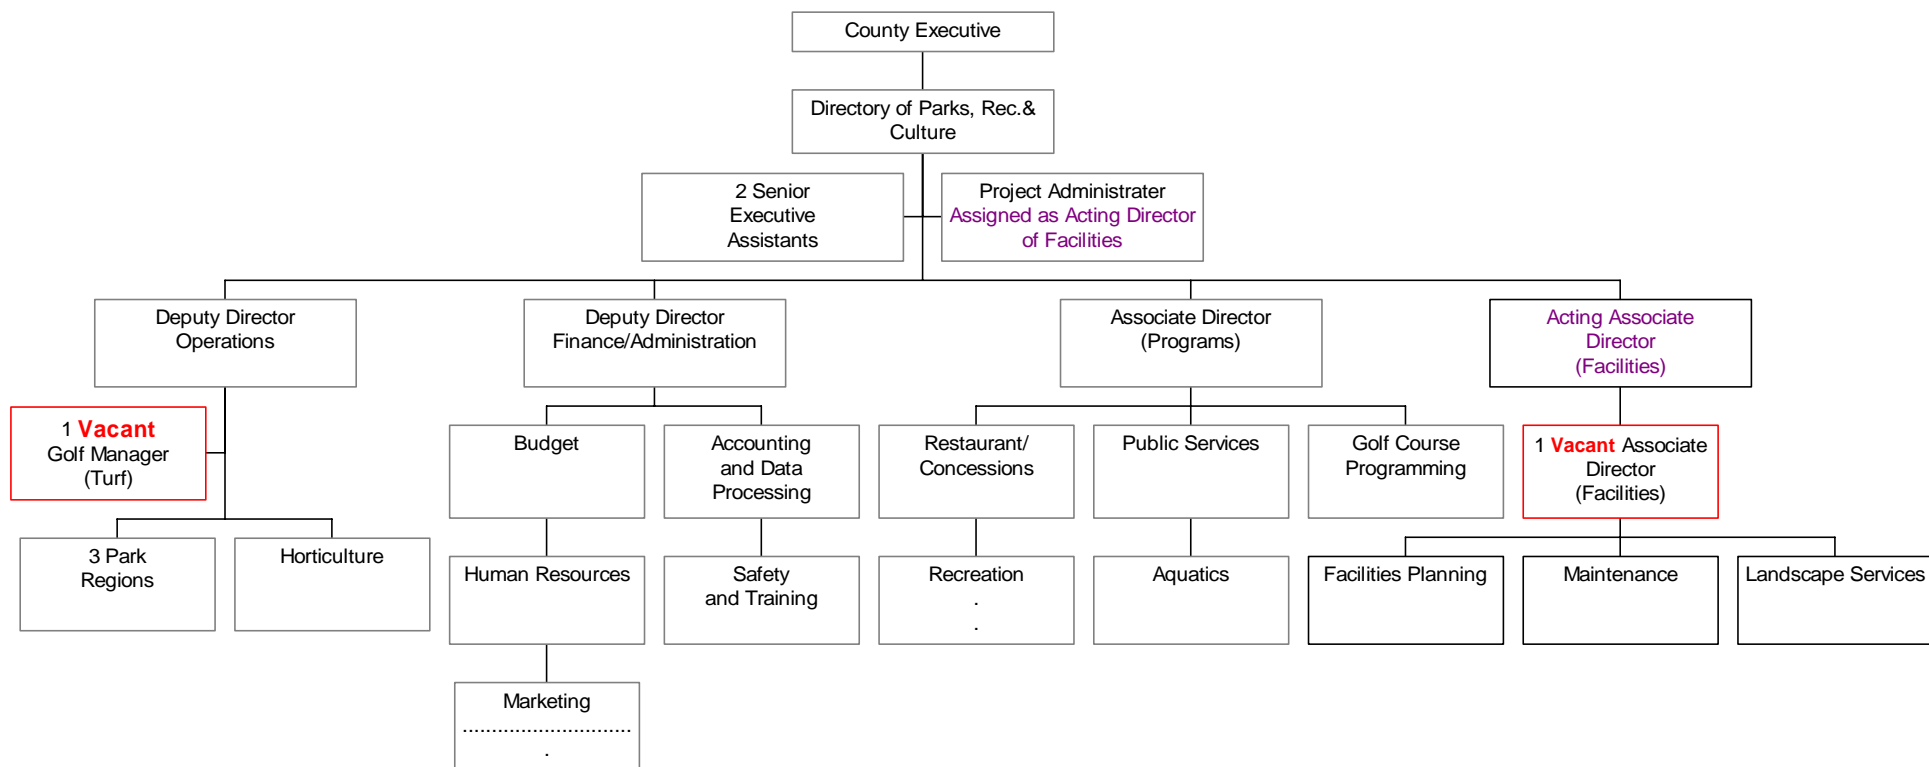 County Executive
Directory of Parks, Rec.&
Culture
2 Senior
Executive
Assistants
Project Administrater
Assigned as Acting Director
of Facilities
Deputy Director
Operations
Deputy Director
Finance/Administration
Associate Director
(Programs)
Acting Associate
Director
(Facilities)
1 Vacant
Golf Manager
(Turf)
Budget
Accounting
and Data
Processing
Restaurant/
Concessions
Public Services
Golf Course
Programming
1 Vacant Associate
Director
(Facilities)
3 Park
Regions
Horticulture
Human Resources
Safety
and Training
Recreation
.
.
Aquatics
Facilities Planning
Maintenance
Landscape Services
Marketing
.............................
.